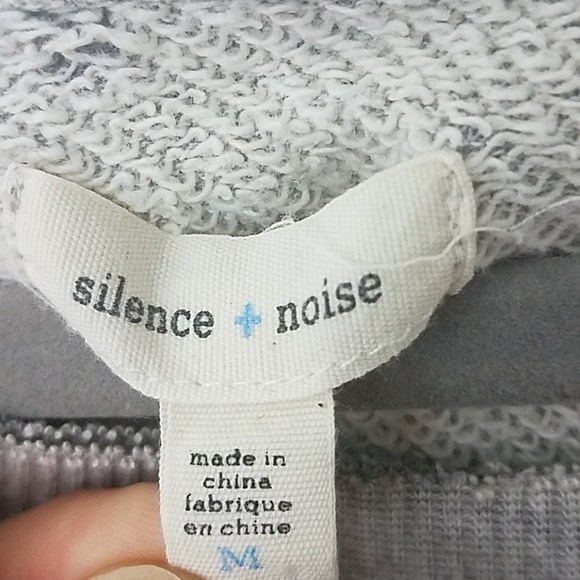 silence + noise
made in
china
fabrique
en chine
M